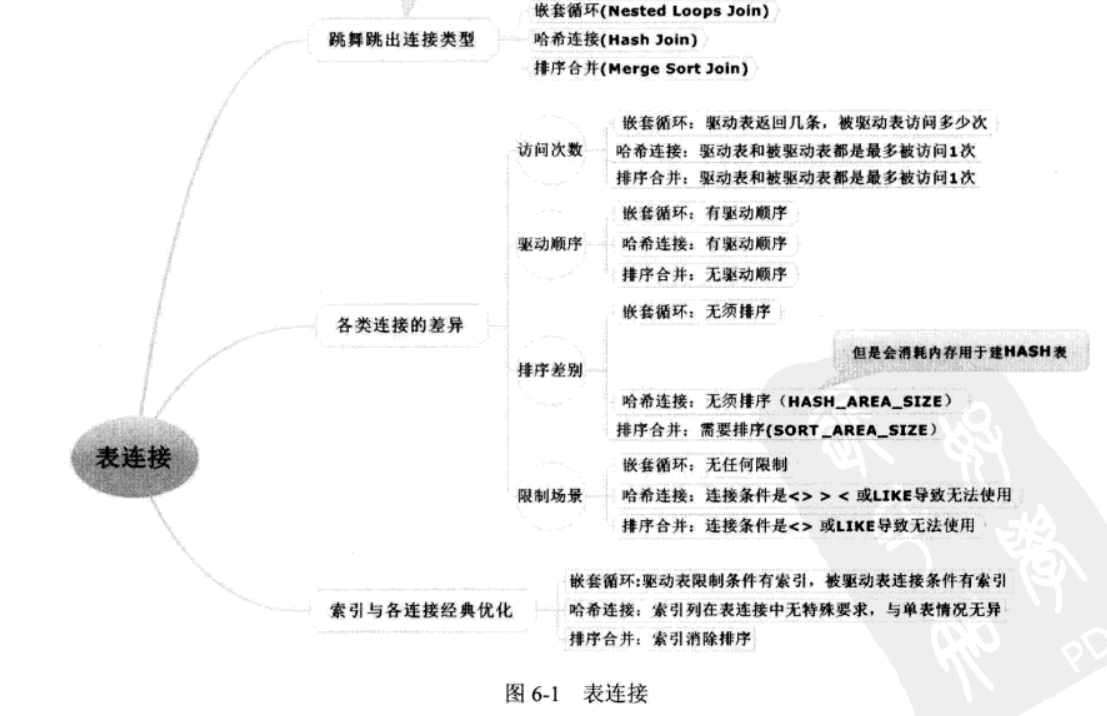 嵌套循环(Nested Loops Join)
跳舞跳出连接类型
哈希连接(Hash Join)
排序合并(Merge Sort Join)
访问次数
嵌套循环：驱动表返回几条，被驱动表访问多少次
哈希连接：驱动表和被驱动表都是最多被访问1次
排序合并：驱动表和被驱动表都是最多被访问1次
驱动顺序
嵌套循环：有驱动顺序
哈希连接：有驱动顺序
排序合并：无驱动顺序
各类连接的差异
排序差别
嵌套循环：无须排序
但是会消耗内存用于建HASH表
哈希连接：无须排序（HASH_AREA_SIZE）
排序合并：需要排序(SORT_AREA_SIZE）
表连接
限制场景
嵌套循环：无任何限制
哈希连接：连接条件是<> > < 或LIKE导致无法使用
排序合并：连接条件是<> 或LIKE导致无法使用
索引与各连接经典优化
嵌套循环:驱动表限制条件有索引，被驱动表连接条件有索引
哈希连接：索引列在表连接中无特殊要求，与单表情况无异
排序合并：索引消除排序
图 6-1 表连接
PD